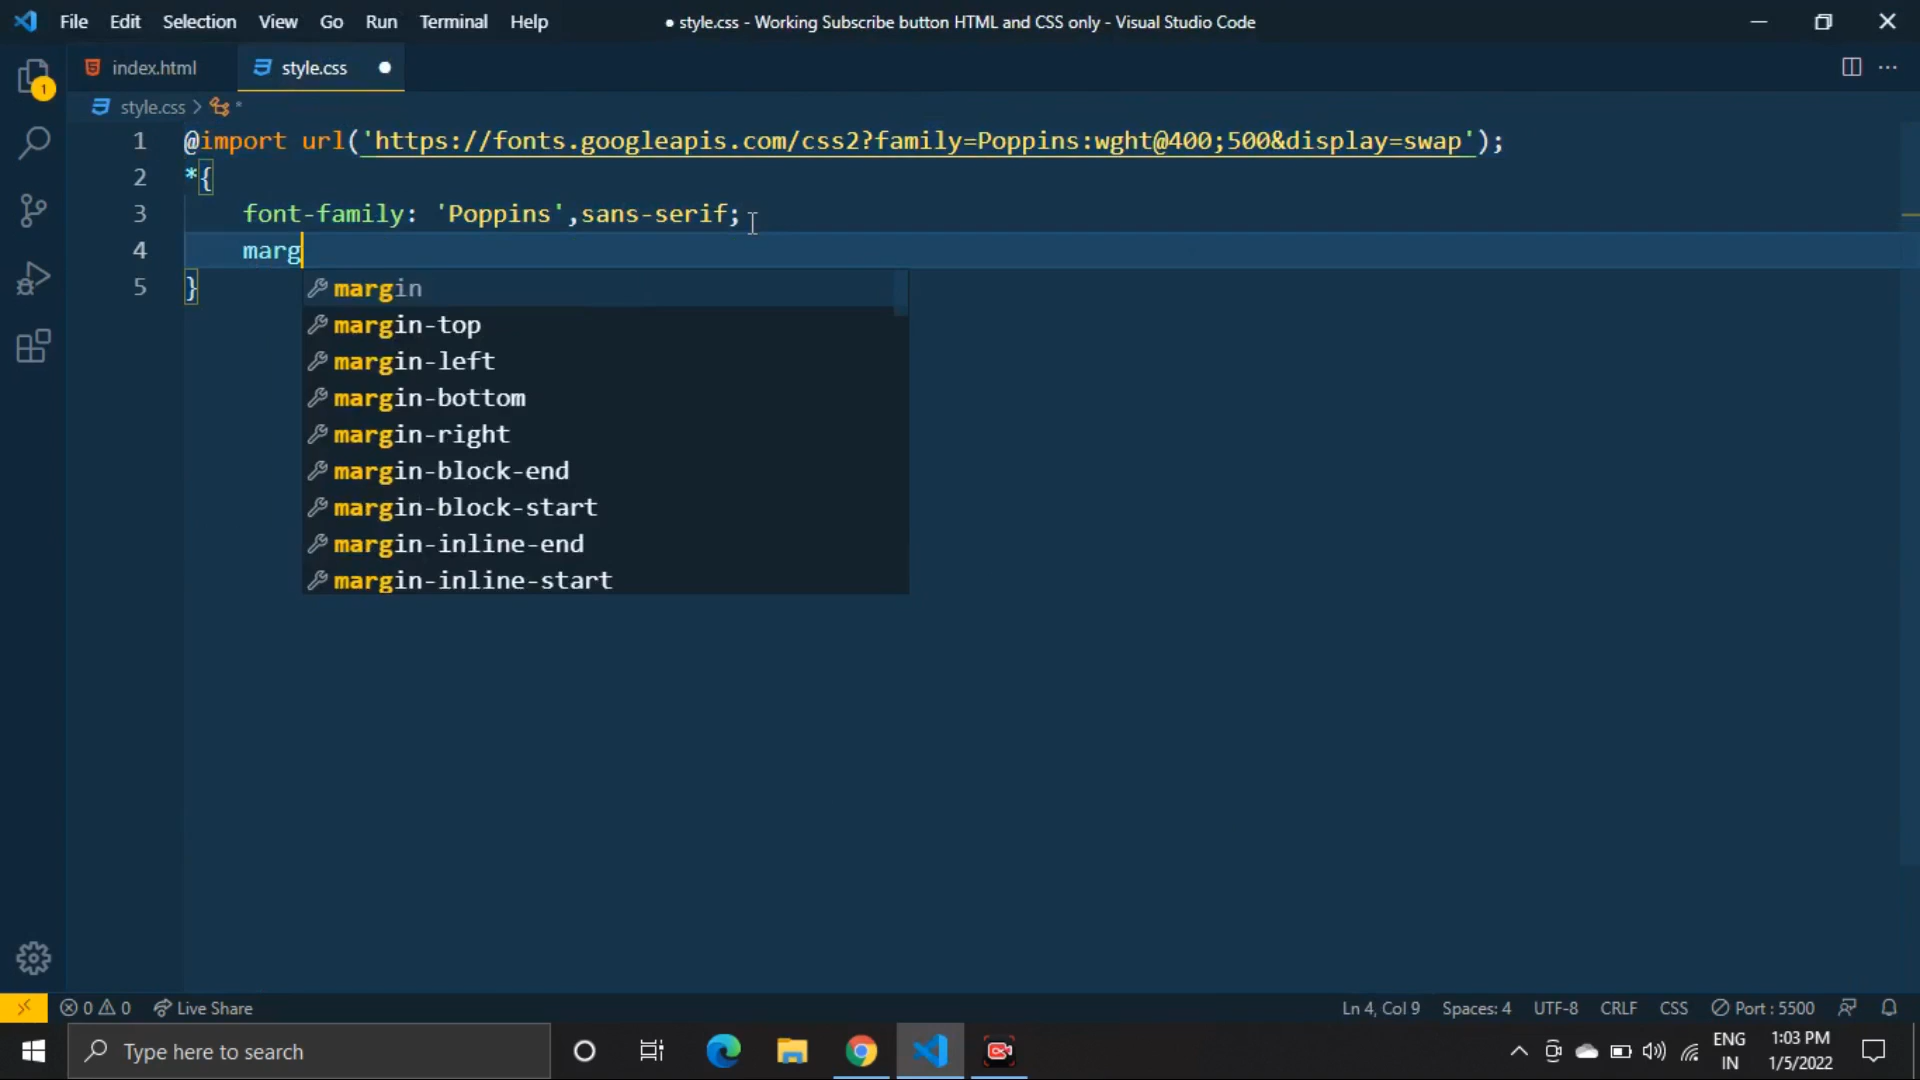 File Edit Selection View Go Run Terminal Help ● style.css - Working Subscribe button HTML and CSS only - Visual Studio Code
index.html style.css ●
style.css > *
1 @import url('https://fonts.googleapis.com/css2?family=Poppins:wght@400;500&display=swap');
2 *{
3 font-family: 'Poppins',sans-serif;
4 marg
5 }
margin
margin-top
margin-left
margin-bottom
margin-right
margin-block-end
margin-block-start
margin-inline-end
margin-inline-start
1
0 0 Live Share Ln 4, Col 9 Spaces: 4 UTF-8 CRLF CSS Port : 5500
Type here to search
ENG
IN
1:03 PM
1/5/2022